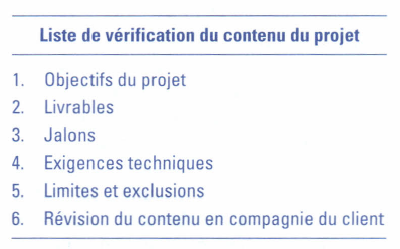 Liste de vérification du contenu du projet
1. Objectifs du projet
2. Livrables
3. Jalons
4. Exigences techniques
5. Limites et exclusions
6. Révision du contenu en compagnie du client